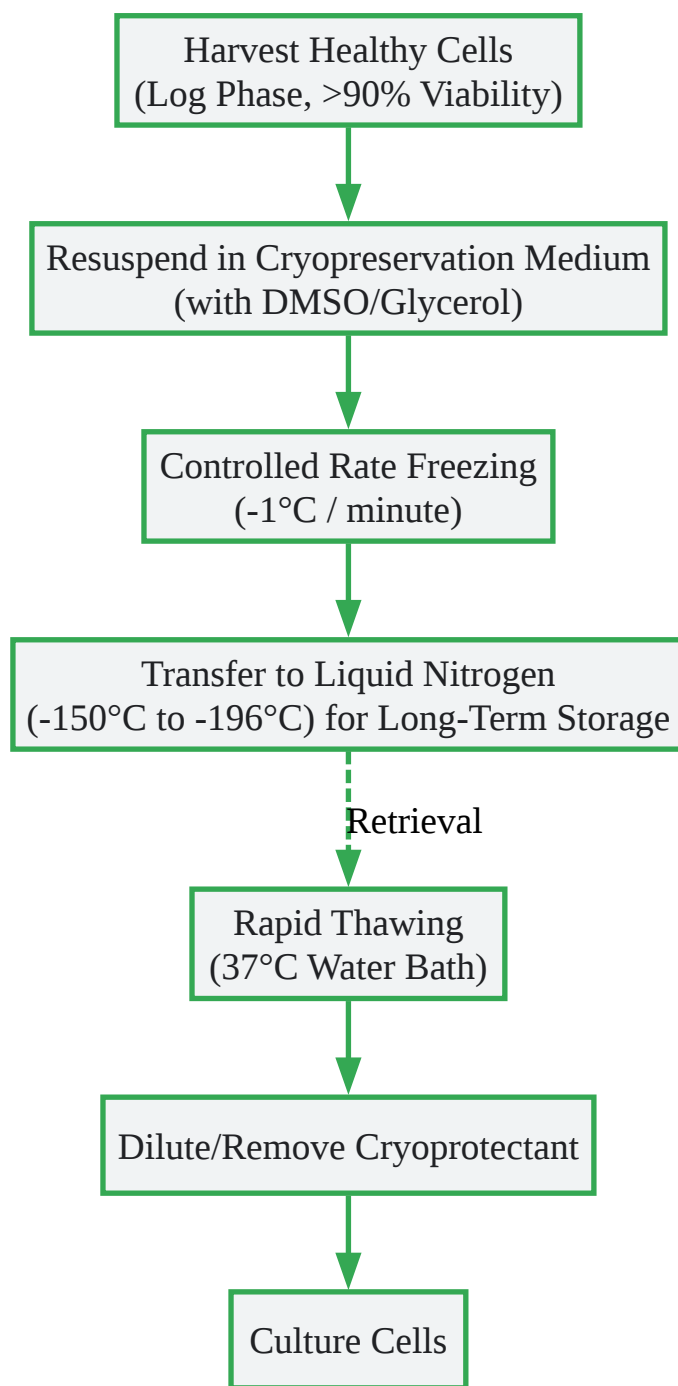 Harvest Healthy Cells
(Log Phase, >90% Viability)
Resuspend in Cryopreservation Medium
(with DMSO/Glycerol)
Controlled Rate Freezing
(-1°C / minute)
Transfer to Liquid Nitrogen
(-150°C to -196°C) for Long-Term Storage
Retrieval
Rapid Thawing
(37°C Water Bath)
Dilute/Remove Cryoprotectant
Culture Cells